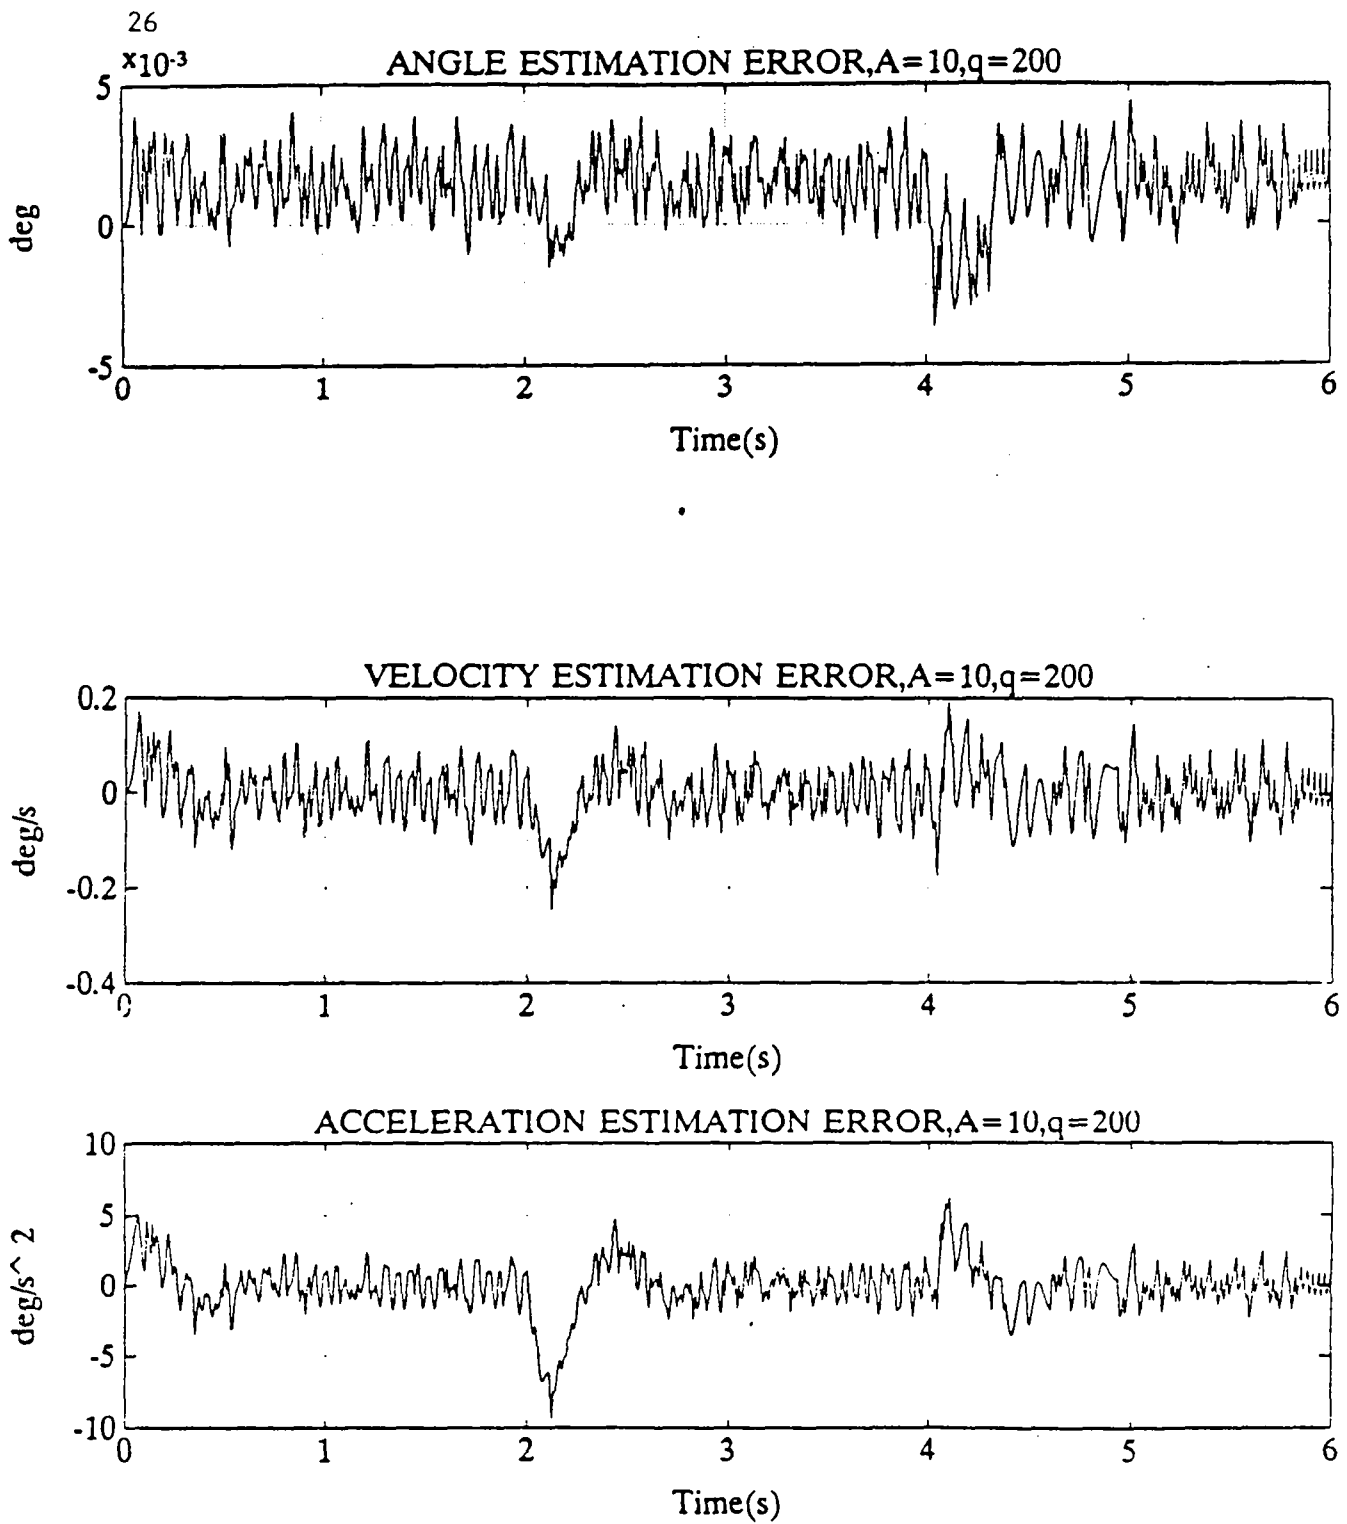 26
x10-3
ANGLE ESTIMATION ERROR,A=10,q=200
5
0
-5
deg
0 1 2 3 4 5 6
Time(s)
VELOCITY ESTIMATION ERROR,A=10,q=200
0.2
0
-0.2
-0.4
deg/s
0 1 2 3 4 5 6
Time(s)
ACCELERATION ESTIMATION ERROR,A=10,q=200
10
5
0
-5
-10
deg/s^ 2
0 1 2 3 4 5 6
Time(s)